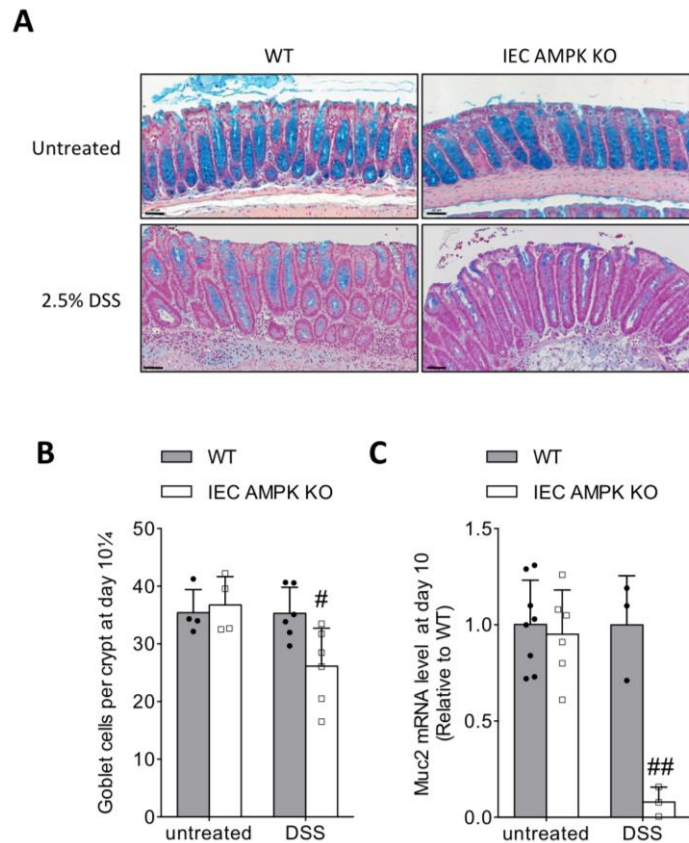 A
WT IEC AMPK KO
Untreated
2.5% DSS
B
WT
IEC AMPK KO
Goblet cells per crypt at day 10¼
50
40
30
20
10
0
#
untreated DSS
C
WT
IEC AMPK KO
Muc2 mRNA level at day 10
(Relative to WT)
1.5
1.0
0.5
0.0
##
untreated DSS